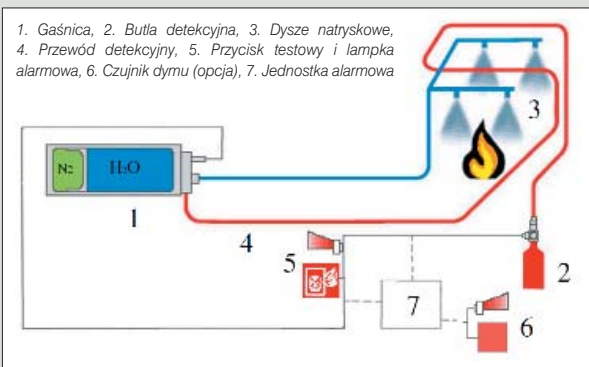 1. Gaśnica, 2. Butla detekcyjna, 3. Dysze natryskowe,
4. Przewód detekcyjny, 5. Przycisk testowy i lampka
alarmowa, 6. Czujnik dymu (opcja), 7. Jednostka alarmowa
3
N2
H2O
1
4
5
2
7
6